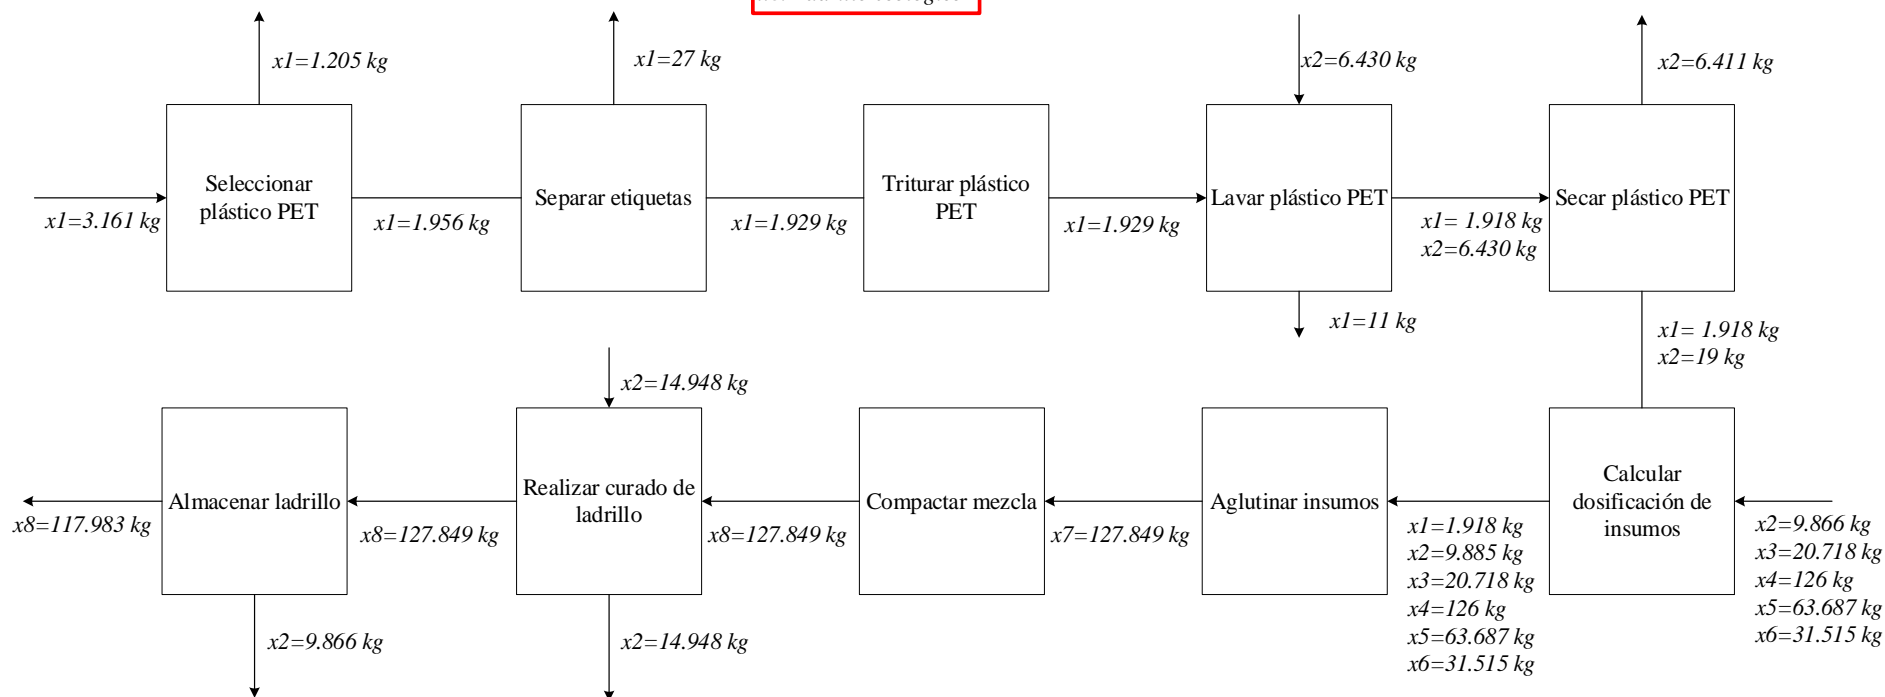 x1=1.205 kg
x1=27 kg
x2=6.430 kg
x2=6.411 kg
Seleccionar
plástico PET
Separar etiquetas
Triturar plástico
PET
Lavar plástico PET
Secar plástico PET
x1=3.161 kg
x1=1.956 kg
x1=1.929 kg
x1=1.929 kg
x1= 1.918 kg
x2=6.430 kg
x1=11 kg
x1= 1.918 kg
x2=19 kg
x2=14.948 kg
Almacenar ladrillo
Realizar curado de
ladrillo
Compactar mezcla
Aglutinar insumos
Calcular
dosificación de
insumos
x8=117.983 kg
x8=127.849 kg
x8=127.849 kg
x7=127.849 kg
x1=1.918 kg
x2=9.885 kg
x3=20.718 kg
x4=126 kg
x5=63.687 kg
x6=31.515 kg
x2=9.866 kg
x3=20.718 kg
x4=126 kg
x5=63.687 kg
x6=31.515 kg
x2=9.866 kg
x2=14.948 kg